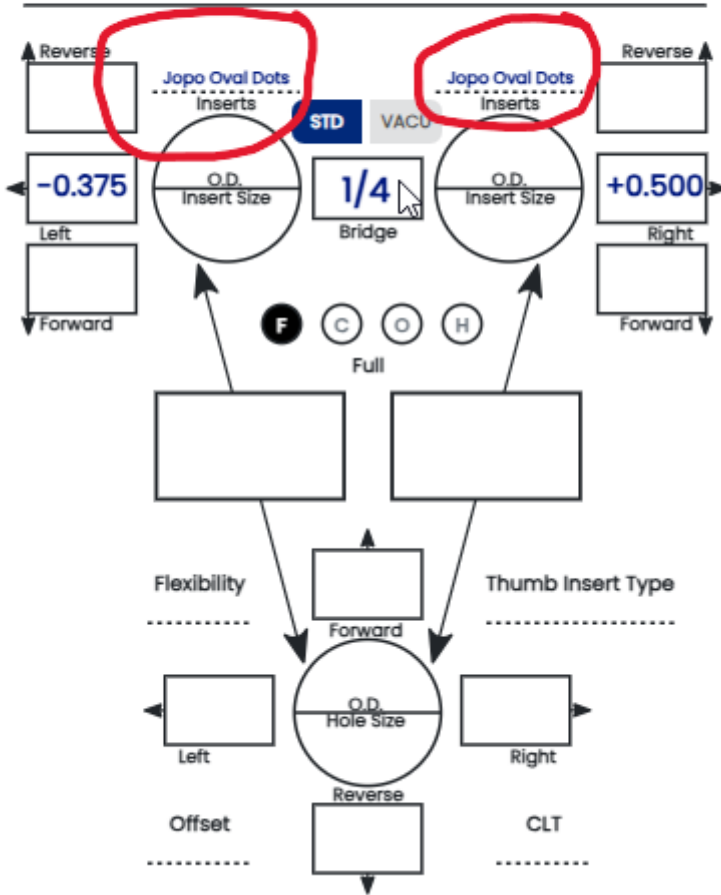 Reverse
Reverse
Jopo Oval Dots
Jopo Oval Dots
Inserts
Inserts
STD
VACU
-0.375
O.D.
Insert Size
1/4
O.D.
Insert Size
+0.500
Left
Bridge
Right
Forward
Forward
F C O H
Full
Flexibility
Thumb Insert Type
Forward
O.D.
Hole Size
Left
Right
Reverse
Offset
CLT